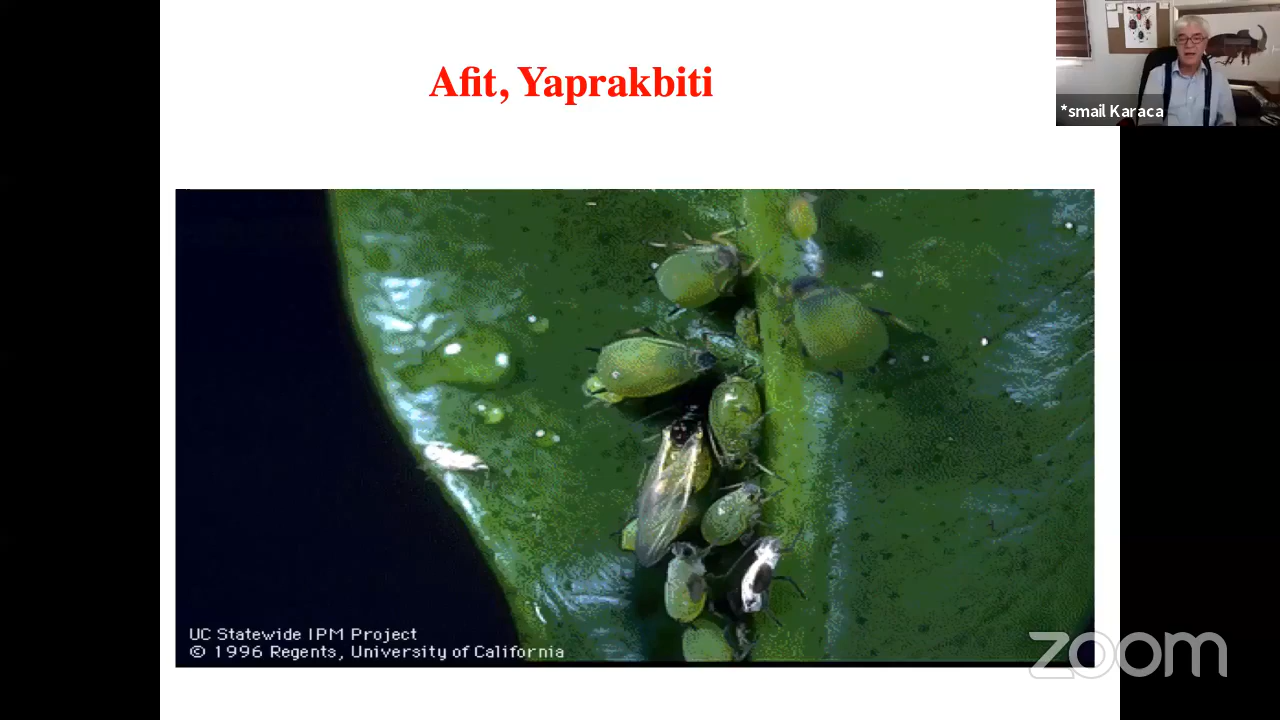 Afit, Yaprakbiti
*smail Karaca
UC Statewide IPM Project
© 1996 Regents, University of California
zoom